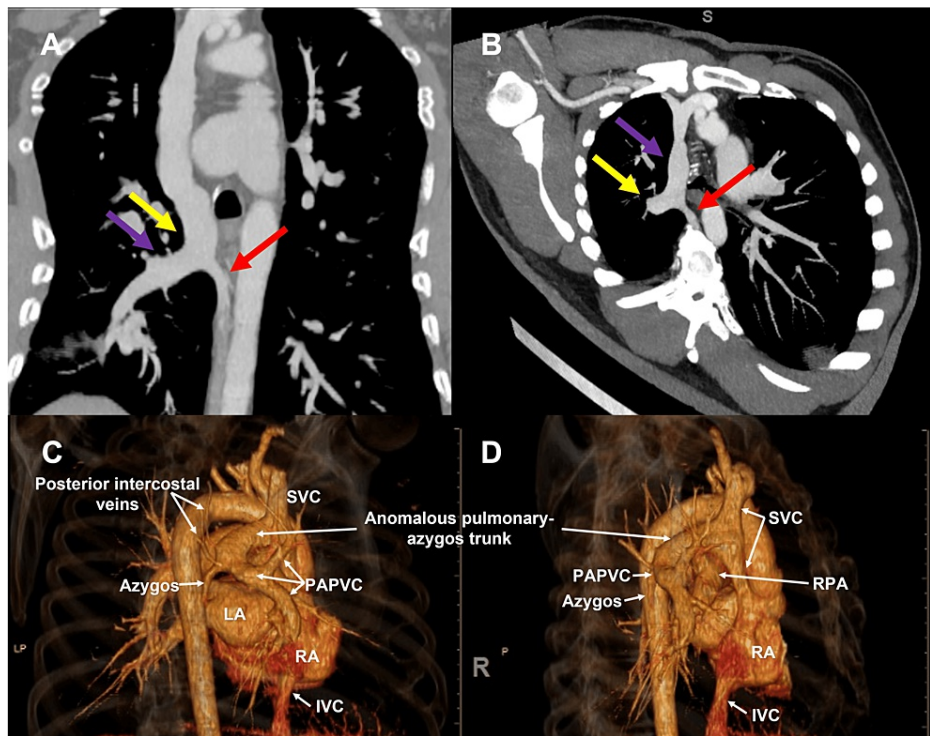 A
B
S
C
D
Posterior intercostal
veins
SVC
Anomalous pulmonary-
azygos trunk
SVC
Azygos
PAPVC
PAPVC
Azygos
RPA
LA
RA
RA
IVC
IVC
LP
R
P